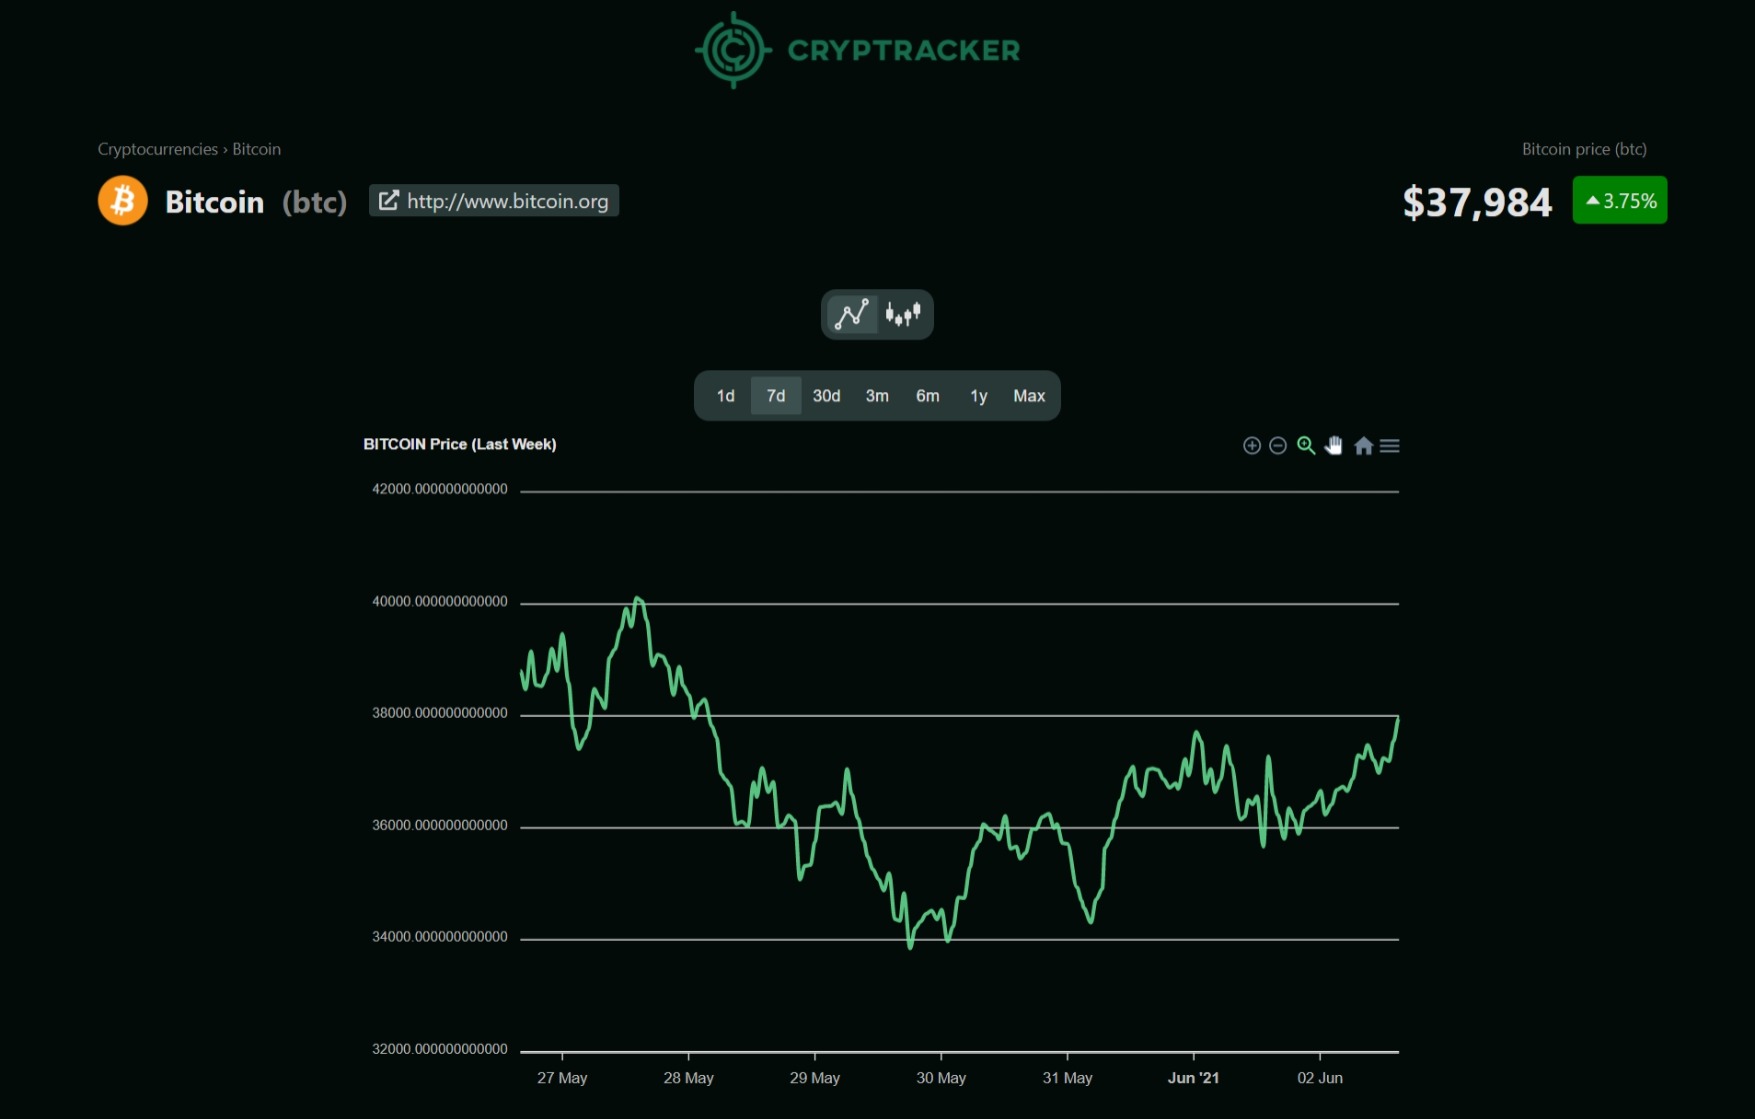 CRYPTRACKER
Cryptocurrencies › Bitcoin
Bitcoin price (btc)
Bitcoin (btc) http://www.bitcoin.org
$37,984 3.75%
1d 7d 30d 3m 6m 1y Max
BITCOIN Price (Last Week)
42000.000000000000
40000.000000000000
38000.000000000000
36000.000000000000
34000.000000000000
32000.000000000000
27 May 28 May 29 May 30 May 31 May Jun '21 02 Jun